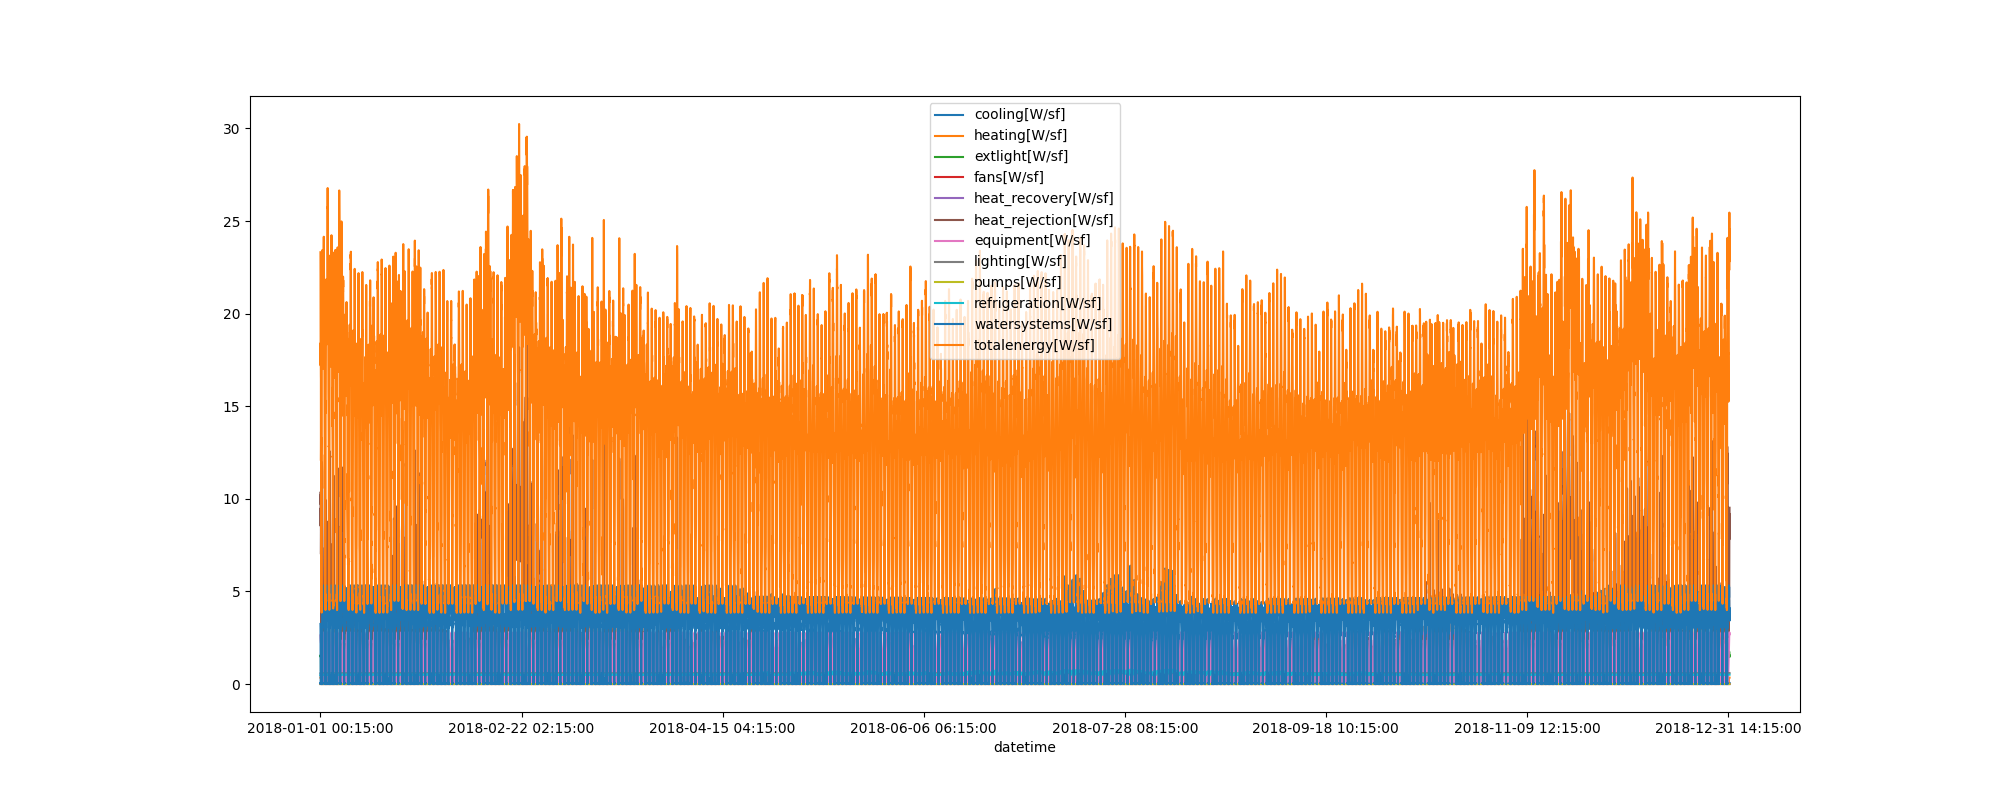 30
25
20
15
10
5
0
cooling[W/sf]
heating[W/sf]
extlight[W/sf]
fans[W/sf]
heat_recovery[W/sf]
heat_rejection[W/sf]
equipment[W/sf]
lighting[W/sf]
pumps[W/sf]
refrigeration[W/sf]
watersystems[W/sf]
totalenergy[W/sf]
2018-01-01 00:15:00 2018-02-22 02:15:00 2018-04-15 04:15:00 2018-06-06 06:15:00 2018-07-28 08:15:00 2018-09-18 10:15:00 2018-11-09 12:15:00 2018-12-31 14:15:00
datetime